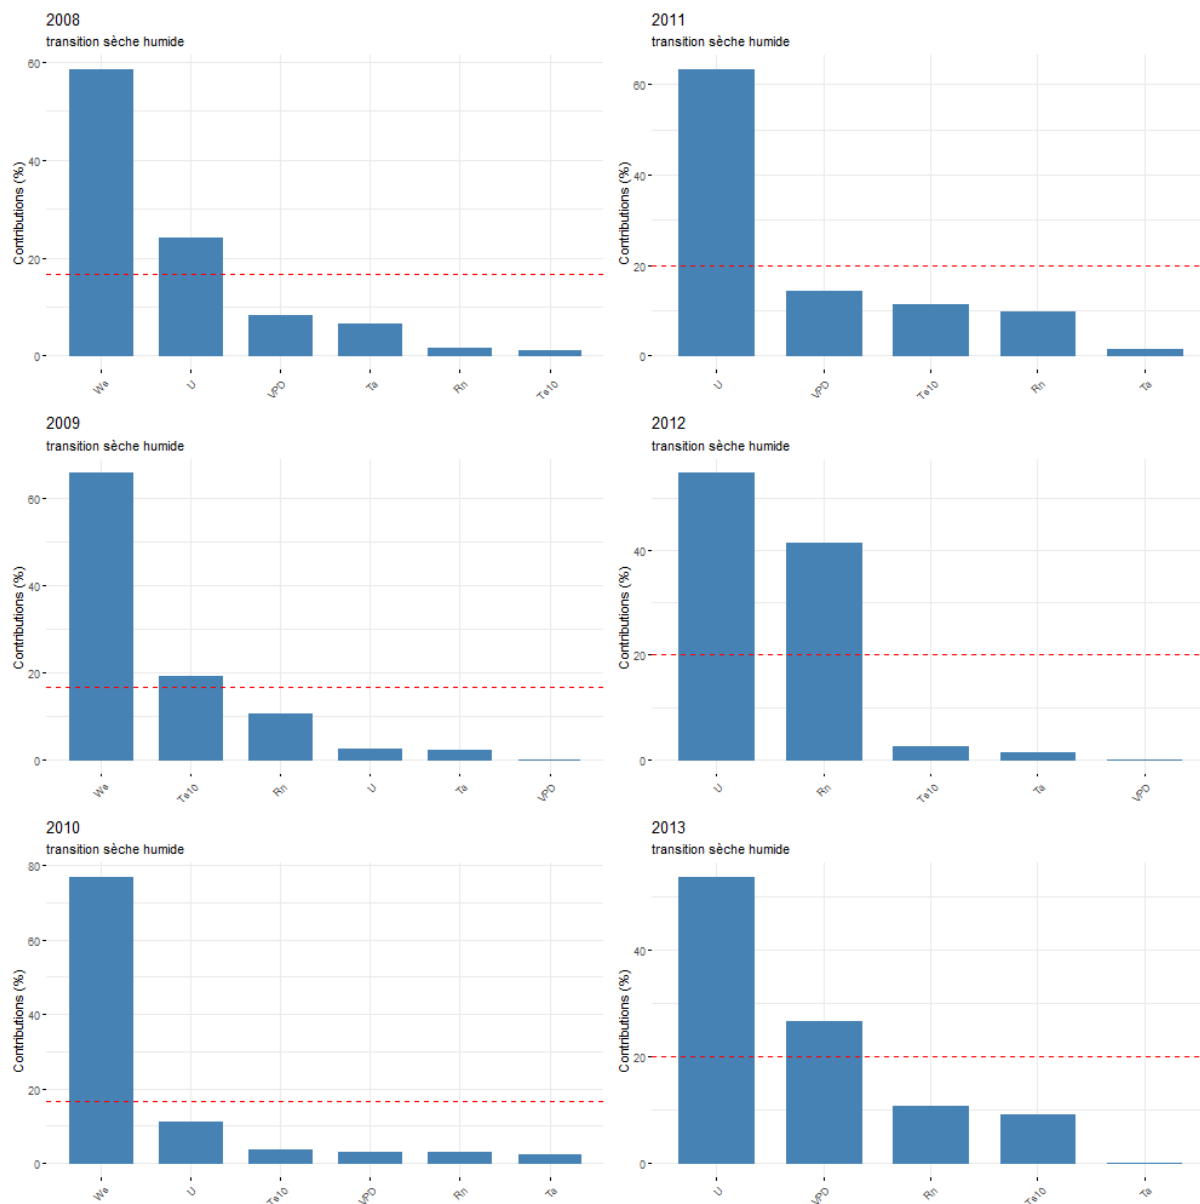 2008
transition sèche humide
Contributions (%)
60
40
20
0
Ws
U
VPD
Ta
Rn
Ts10
2011
transition sèche humide
Contributions (%)
60
40
20
0
U
VPD
Ts10
Rn
Ta
2009
transition sèche humide
Contributions (%)
60
40
20
0
Ws
Ts10
Rn
U
Ta
VPD
2012
transition sèche humide
Contributions (%)
40
20
0
U
Rn
Ts10
Ta
VPD
2010
transition sèche humide
Contributions (%)
80
60
40
20
0
Ws
U
Ts10
VPD
Rn
Ta
2013
transition sèche humide
Contributions (%)
40
20
0
U
VPD
Rn
Ts10
Ta